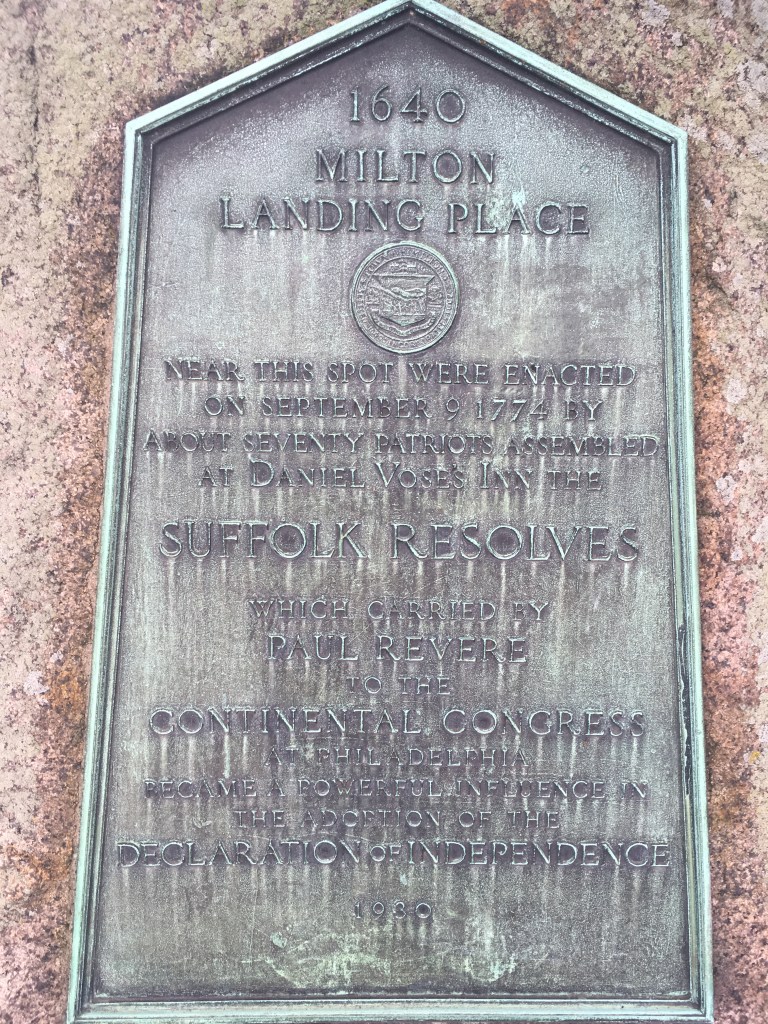 1640
MILTON
LANDING PLACE
NEAR THIS SPOT WERE ENACTED
ON SEPTEMBER 9 1774 BY
ABOUT SEVENTY PATRIOTS ASSEMBLED
AT DANIEL VOSE'S INN THE
SUFFOLK RESOLVES
WHICH CARRIED BY
PAUL REVERE
TO THE
CONTINENTAL CONGRESS
AT PHILADELPHIA
BECAME A POWERFUL INFLUENCE IN
THE ADOPTION OF THE
DECLARATION OF INDEPENDENCE
1930